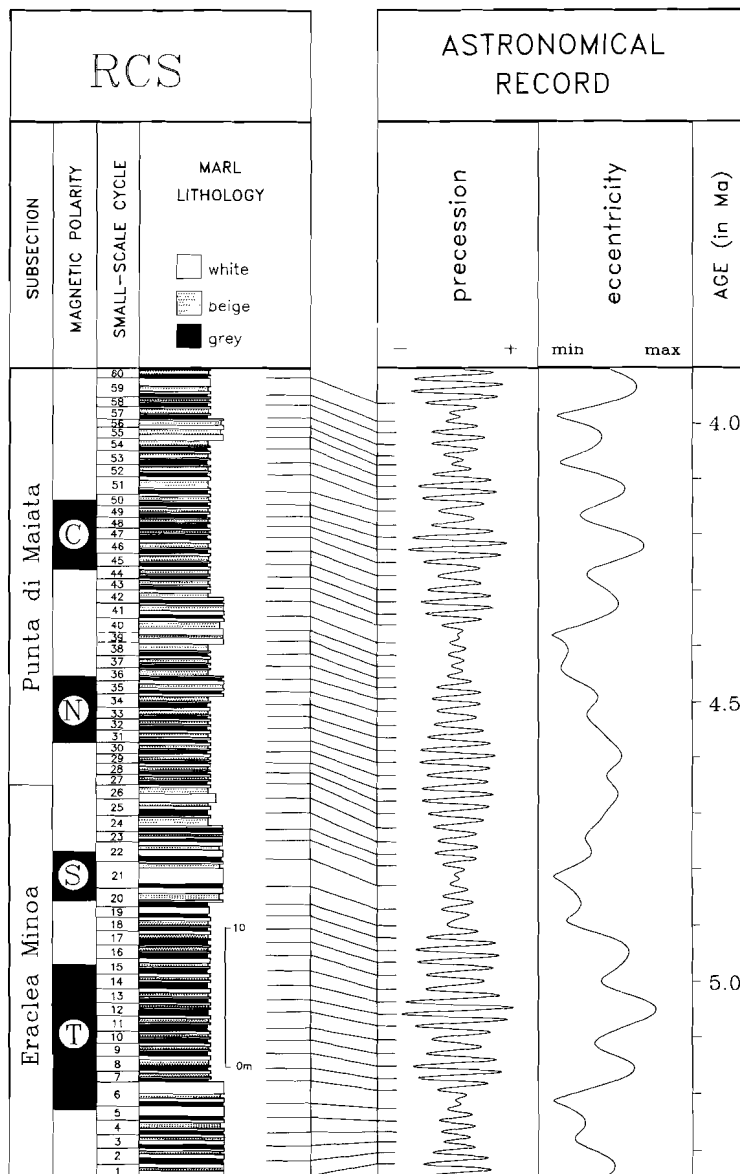 RCS
ASTRONOMICAL
RECORD
SUBSECTION
MAGNETIC POLARITY
SMALL-SCALE CYCLE
MARL
LITHOLOGY
white
beige
grey
precession
− +
eccentricity
min max
AGE (in Ma)
Punta di Maiata
Eraclea Minoa
C
N
S
T
60
59
58
57
56
55
54
53
52
51
50
49
48
47
46
45
44
43
42
41
40
39
38
37
36
35
34
33
32
31
30
29
28
27
26
25
24
23
22
21
20
19
18
17
16
15
14
13
12
11
10
9
8
7
6
5
4
3
2
1
10
0m
4.0
4.5
5.0